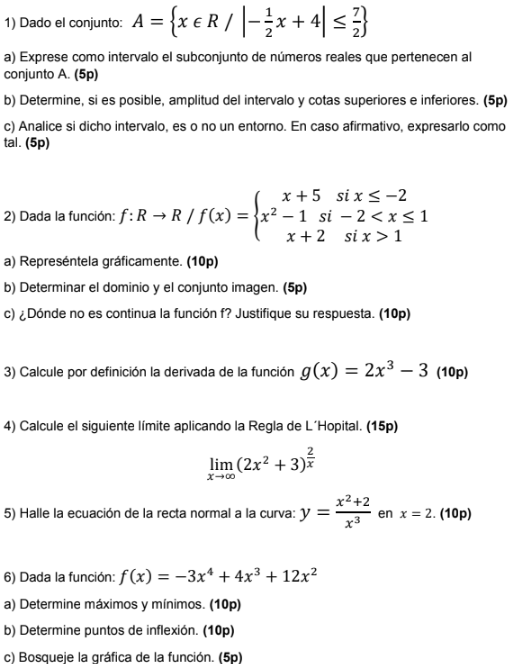 1) Dado el conjunto: A = {x ϵ R / |−1/2 x + 4| ≤ 7/2}
a) Exprese como intervalo el subconjunto de números reales que pertenecen al
conjunto A. (5p)
b) Determine, si es posible, amplitud del intervalo y cotas superiores e inferiores. (5p)
c) Analice si dicho intervalo, es o no un entorno. En caso afirmativo, expresarlo como
tal. (5p)
x + 5 si x ≤ −2
2) Dada la función: f: R → R / f(x) = { x² − 1 si − 2 < x ≤ 1
x + 2 si x > 1
a) Represéntela gráficamente. (10p)
b) Determinar el dominio y el conjunto imagen. (5p)
c) ¿Dónde no es continua la función f? Justifique su respuesta. (10p)
3) Calcule por definición la derivada de la función g(x) = 2x³ − 3 (10p)
4) Calcule el siguiente límite aplicando la Regla de L´Hopital. (15p)
lim x→∞ (2x² + 3)^(2/x)
5) Halle la ecuación de la recta normal a la curva: y = (x²+2)/x³ en x = 2. (10p)
6) Dada la función: f(x) = −3x⁴ + 4x³ + 12x²
a) Determine máximos y mínimos. (10p)
b) Determine puntos de inflexión. (10p)
c) Bosqueje la gráfica de la función. (5p)